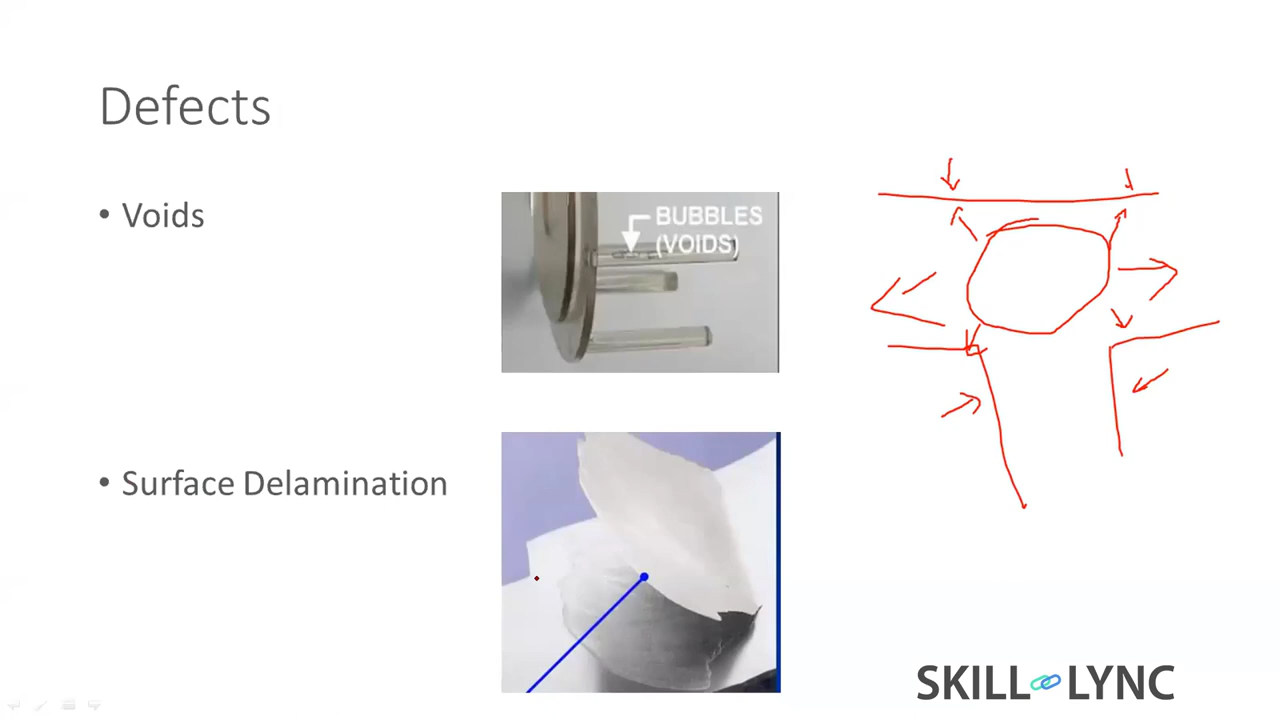 Defects
• Voids
BUBBLES
(VOIDS)
• Surface Delamination
SKILL LYNC